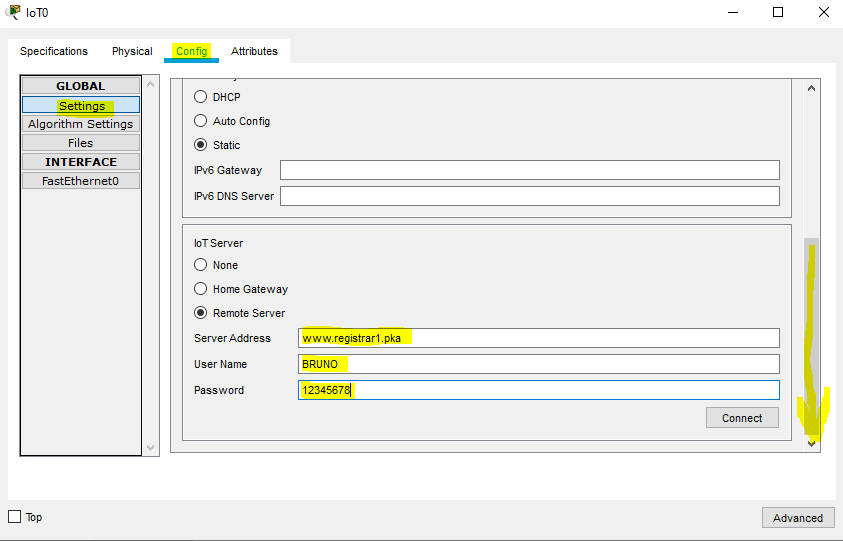 IoT0
Specifications Physical Config Attributes
GLOBAL
Settings
Algorithm Settings
Files
INTERFACE
FastEthernet0
DHCP
Auto Config
Static
IPv6 Gateway
IPv6 DNS Server
IoT Server
None
Home Gateway
Remote Server
Server Address www.registrar1.pka
User Name BRUNO
Password 12345678
Connect
Top
Advanced